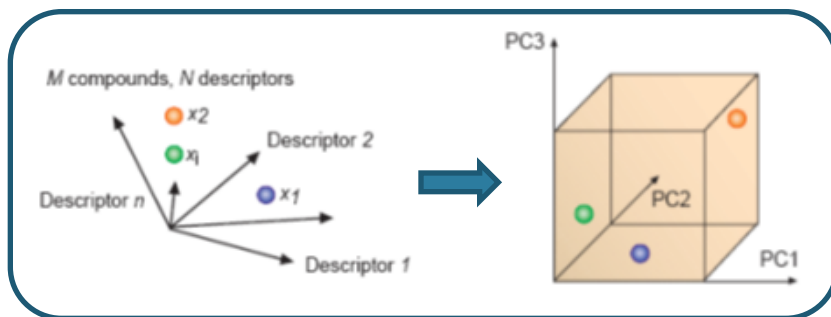 M compounds, N descriptors
x2
xi
Descriptor 2
Descriptor n
x1
Descriptor 1
PC3
PC2
PC1